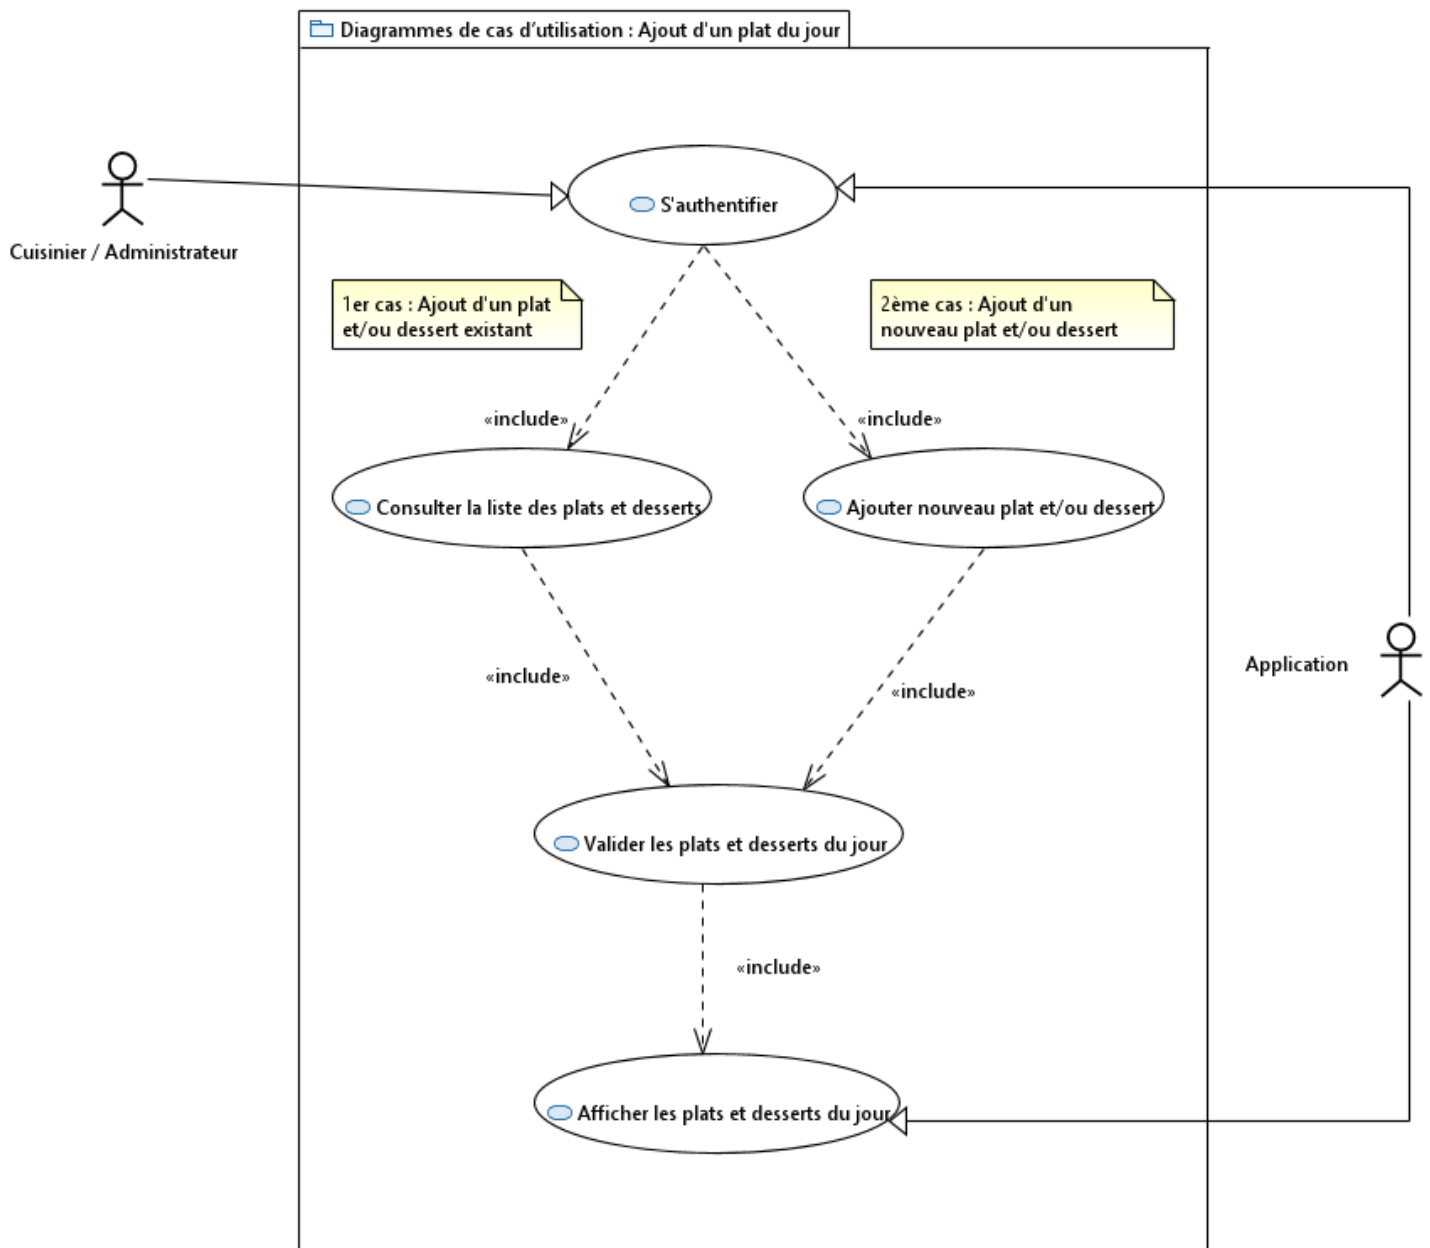 Diagrammes de cas d’utilisation : Ajout d'un plat du jour
S'authentifier
Cuisinier / Administrateur
1er cas : Ajout d'un plat
et/ou dessert existant
2ème cas : Ajout d'un
nouveau plat et/ou dessert
«include»
«include»
Consulter la liste des plats et desserts
Ajouter nouveau plat et/ou dessert
Application
«include»
«include»
Valider les plats et desserts du jour
«include»
Afficher les plats et desserts du jour